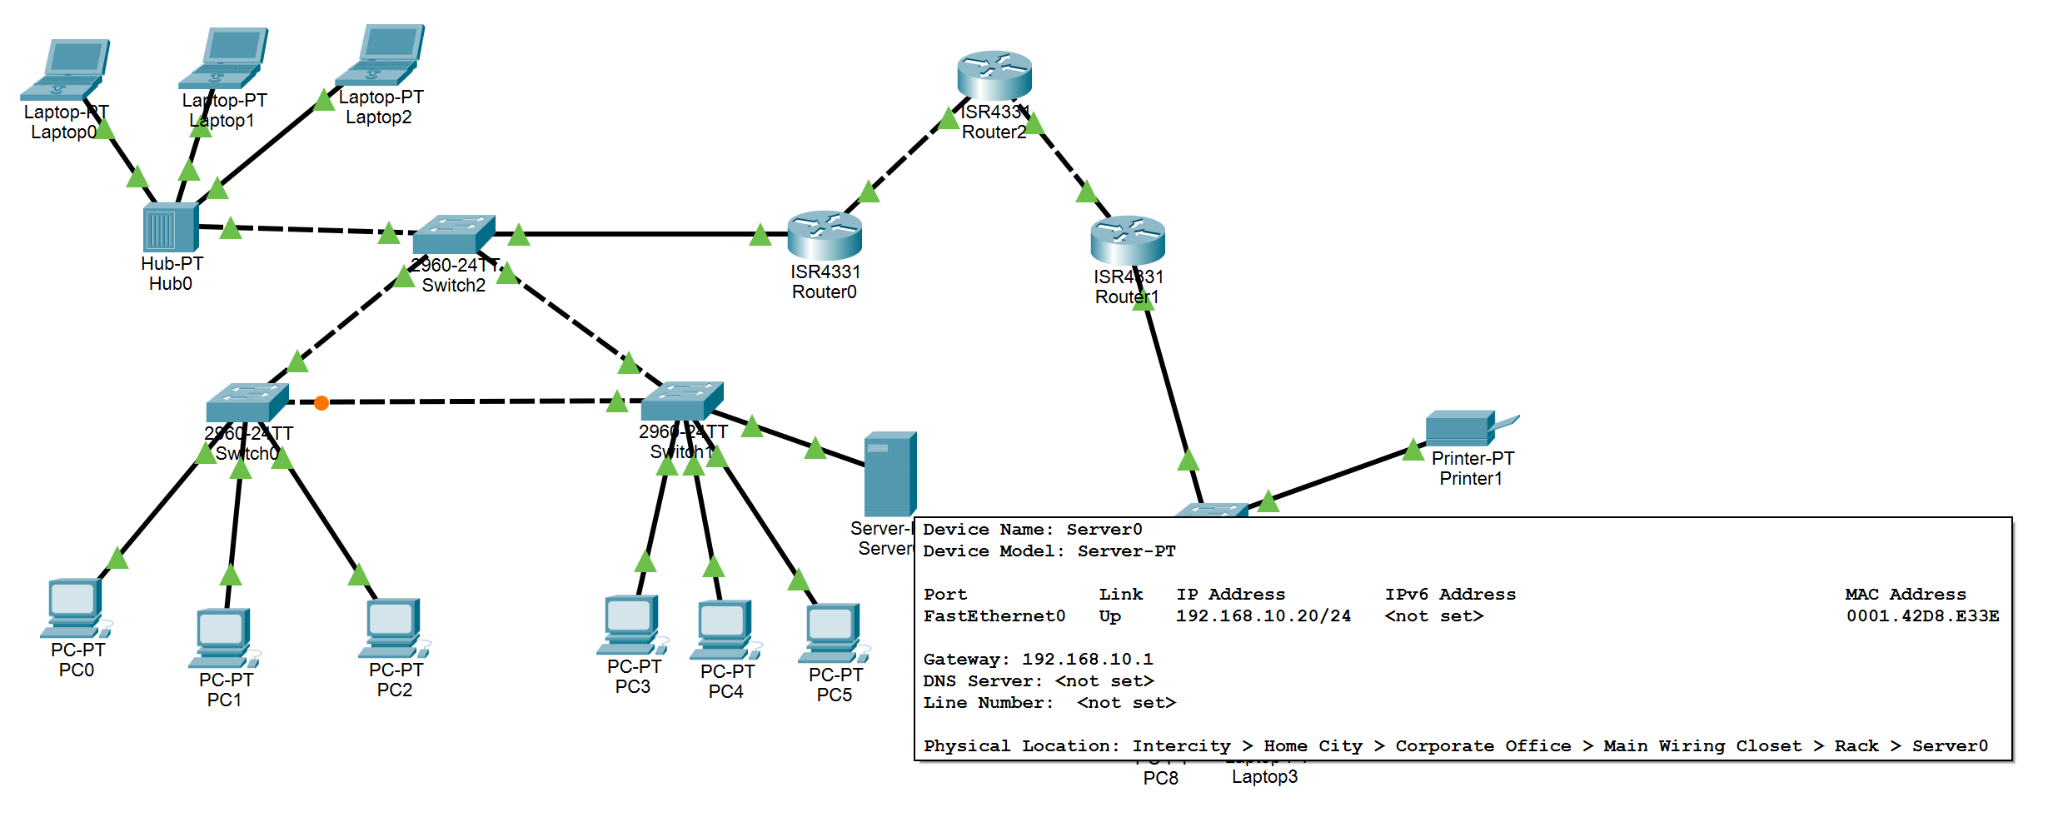 Laptop-PT
Laptop0
Laptop-PT
Laptop1
Laptop-PT
Laptop2
ISR4331
Router2
Hub-PT
Hub0
2960-24TT
Switch2
ISR4331
Router0
ISR4331
Router1
2960-24TT
Switch0
2960-24TT
Switch1
Printer-PT
Printer1
Server-
Server
PC-PT
PC0
PC-PT
PC1
PC-PT
PC2
PC-PT
PC3
PC-PT
PC4
PC-PT
PC5
Device Name: Server0
Device Model: Server-PT
Port Link IP Address IPv6 Address MAC Address
FastEthernet0 Up 192.168.10.20/24 <not set> 0001.42D8.E33E
Gateway: 192.168.10.1
DNS Server: <not set>
Line Number: <not set>
Physical Location: Intercity > Home City > Corporate Office > Main Wiring Closet > Rack > Server0
PC8
Laptop3